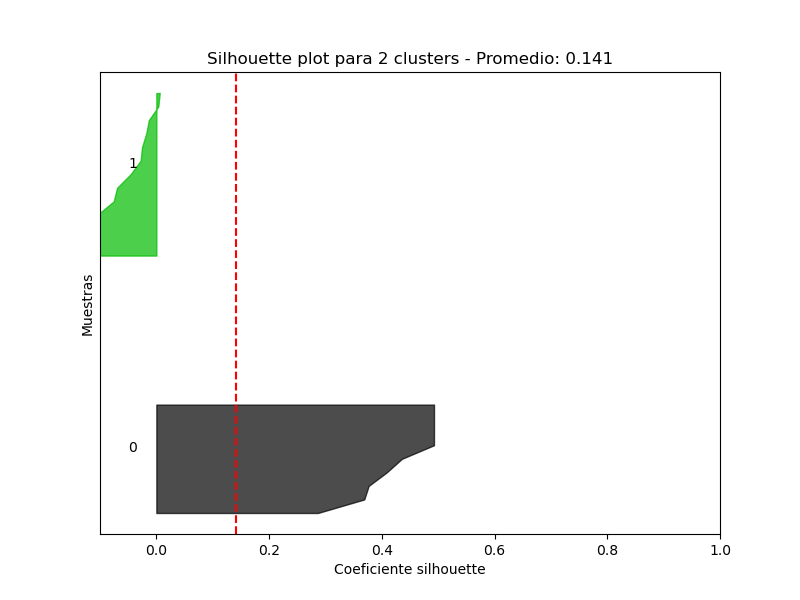 Silhouette plot para 2 clusters - Promedio: 0.141
1
Muestras
0
0.0 0.2 0.4 0.6 0.8 1.0
Coeficiente silhouette